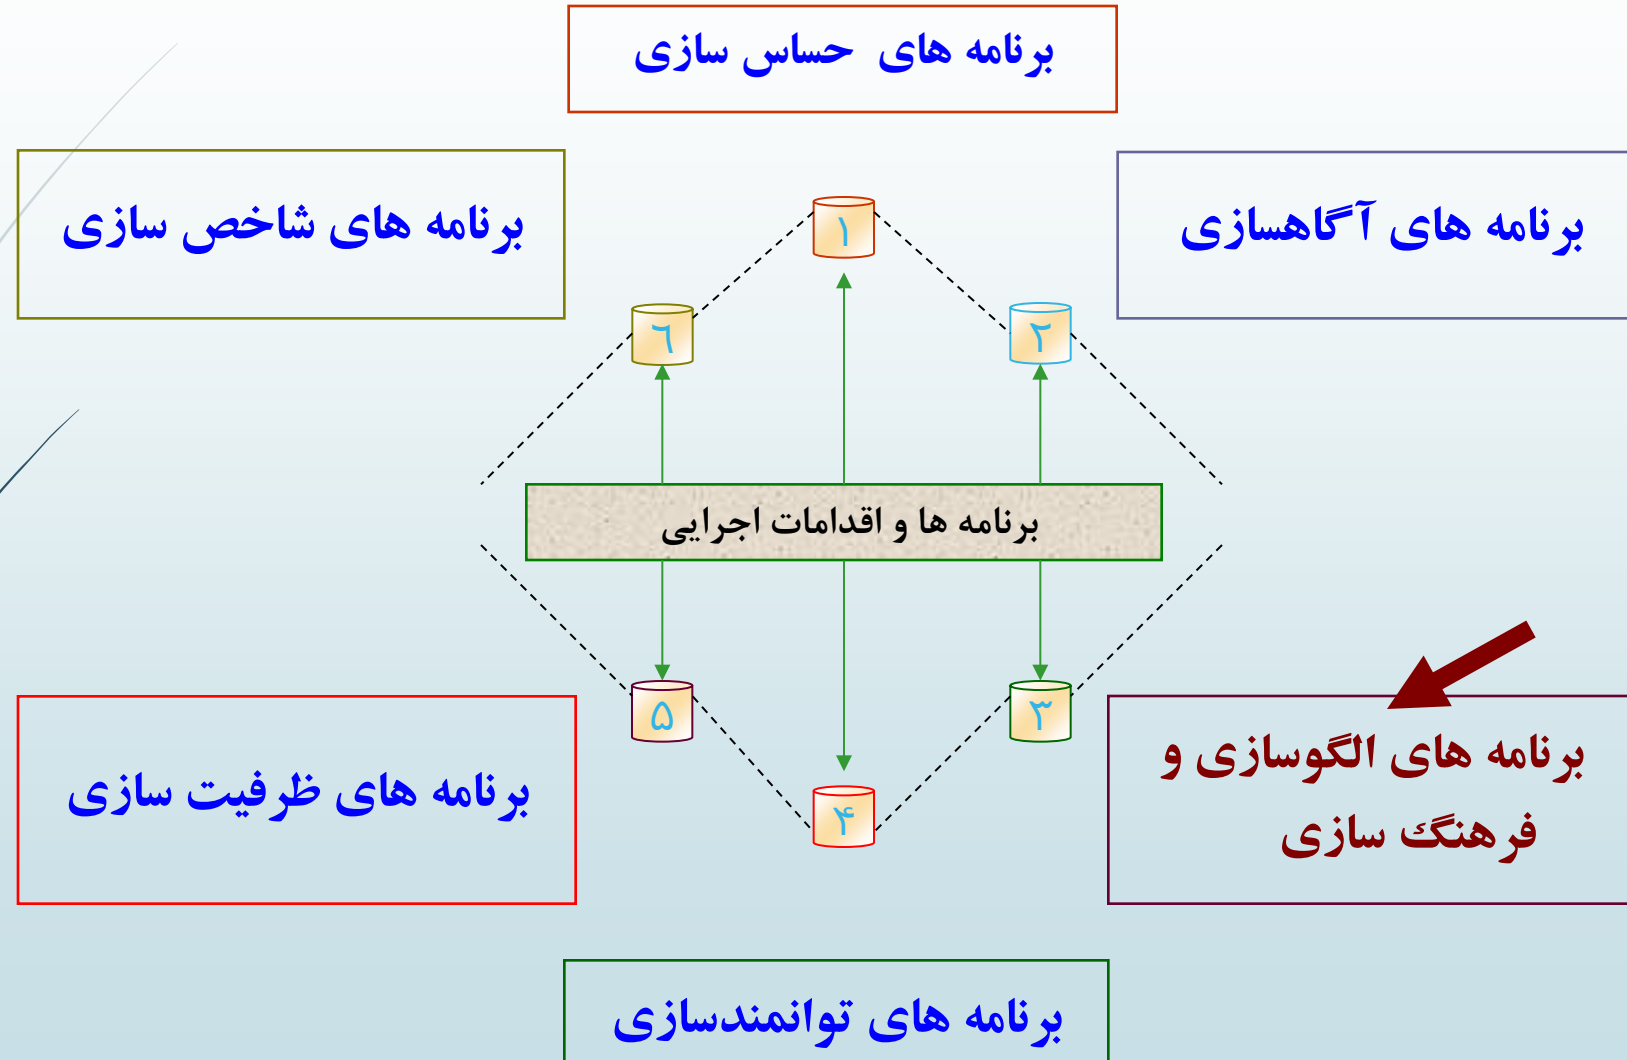 برنامه های حساس سازی
برنامه های شاخص سازی
برنامه های آگاهسازی
۱
٦
۲
برنامه ها و اقدامات اجرایی
۵
۳
برنامه های الگوسازی و
فرهنگ سازی
برنامه های ظرفیت سازی
۴
برنامه های توانمندسازی